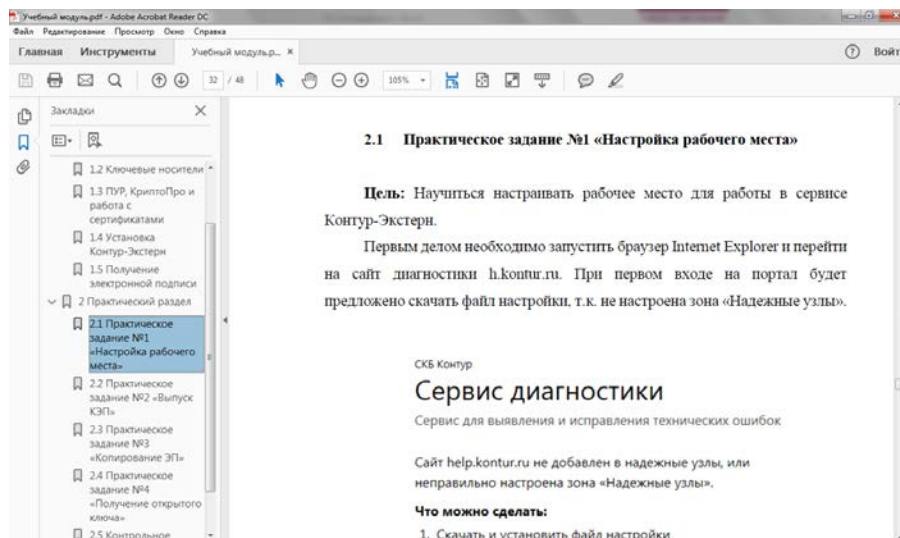 Учебный модуль.pdf - Adobe Acrobat Reader DC
Файл Редактирование Просмотр Окно Справка
Главная Инструменты Учебный модуль.р... × ? Войт
32 / 48 105%
Закладки ×
1.2 Ключевые носители
1.3 ПУР, КриптоПро и
работа с
сертификатами
1.4 Установка
Контур-Экстерн
1.5 Получение
электронной подписи
2 Практический раздел
2.1 Практическое
задание №1
«Настройка рабочего
места»
2.2 Практическое
задание №2 «Выпуск
КЭП»
2.3 Практическое
задание №3
«Копирование ЭП»
2.4 Практическое
задание №4
«Получение открытого
ключа»
2.5 Контрольное
2.1 Практическое задание №1 «Настройка рабочего места»
Цель: Научиться настраивать рабочее место для работы в сервисе
Контур-Экстерн.
Первым делом необходимо запустить браузер Internet Explorer и перейти
на сайт диагностики h.kontur.ru. При первом входе на портал будет
предложено скачать файл настройки, т.к. не настроена зона «Надежные узлы».
СКБ Контур
Сервис диагностики
Сервис для выявления и исправления технических ошибок
Сайт help.kontur.ru не добавлен в надежные узлы, или
неправильно настроена зона «Надежные узлы».
Что можно сделать:
1. Скачать и установить файл настройки